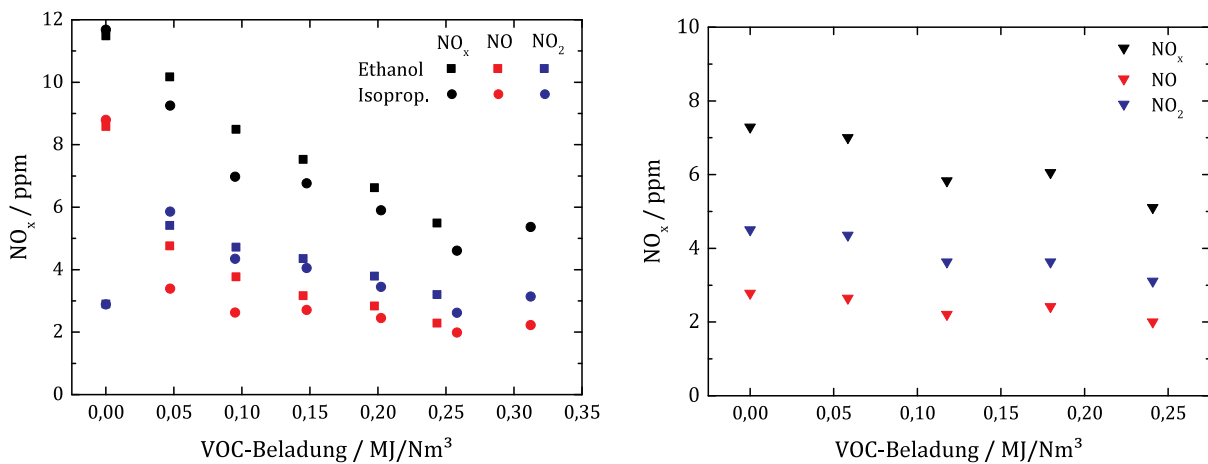 NOₓ NO NO₂
Ethanol
Isoprop.
12
10
8
6
4
2
0
NOₓ / ppm
0,00 0,05 0,10 0,15 0,20 0,25 0,30 0,35
VOC-Beladung / MJ/Nm³
NOₓ
NO
NO₂
10
8
6
4
2
0
NOₓ / ppm
0,00 0,05 0,10 0,15 0,20 0,25
VOC-Beladung / MJ/Nm³